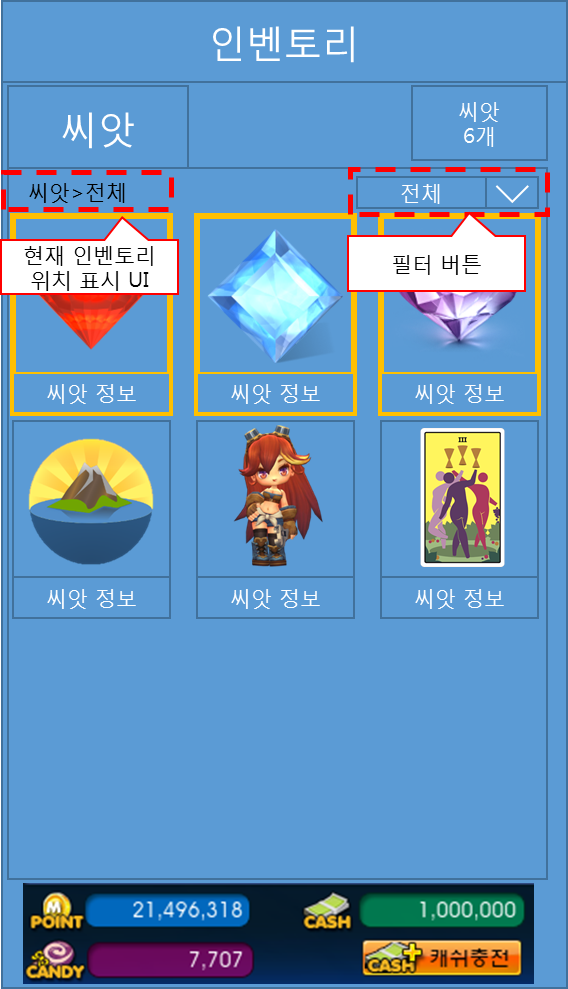 인벤토리
씨앗
씨앗
6개
씨앗>전체
전체
현재 인벤토리
위치 표시 UI
필터 버튼
씨앗 정보
씨앗 정보
씨앗 정보
III
씨앗 정보
씨앗 정보
씨앗 정보
M
POINT
21,496,318
CASH
1,000,000
CANDY
7,707
CASH
캐쉬충전